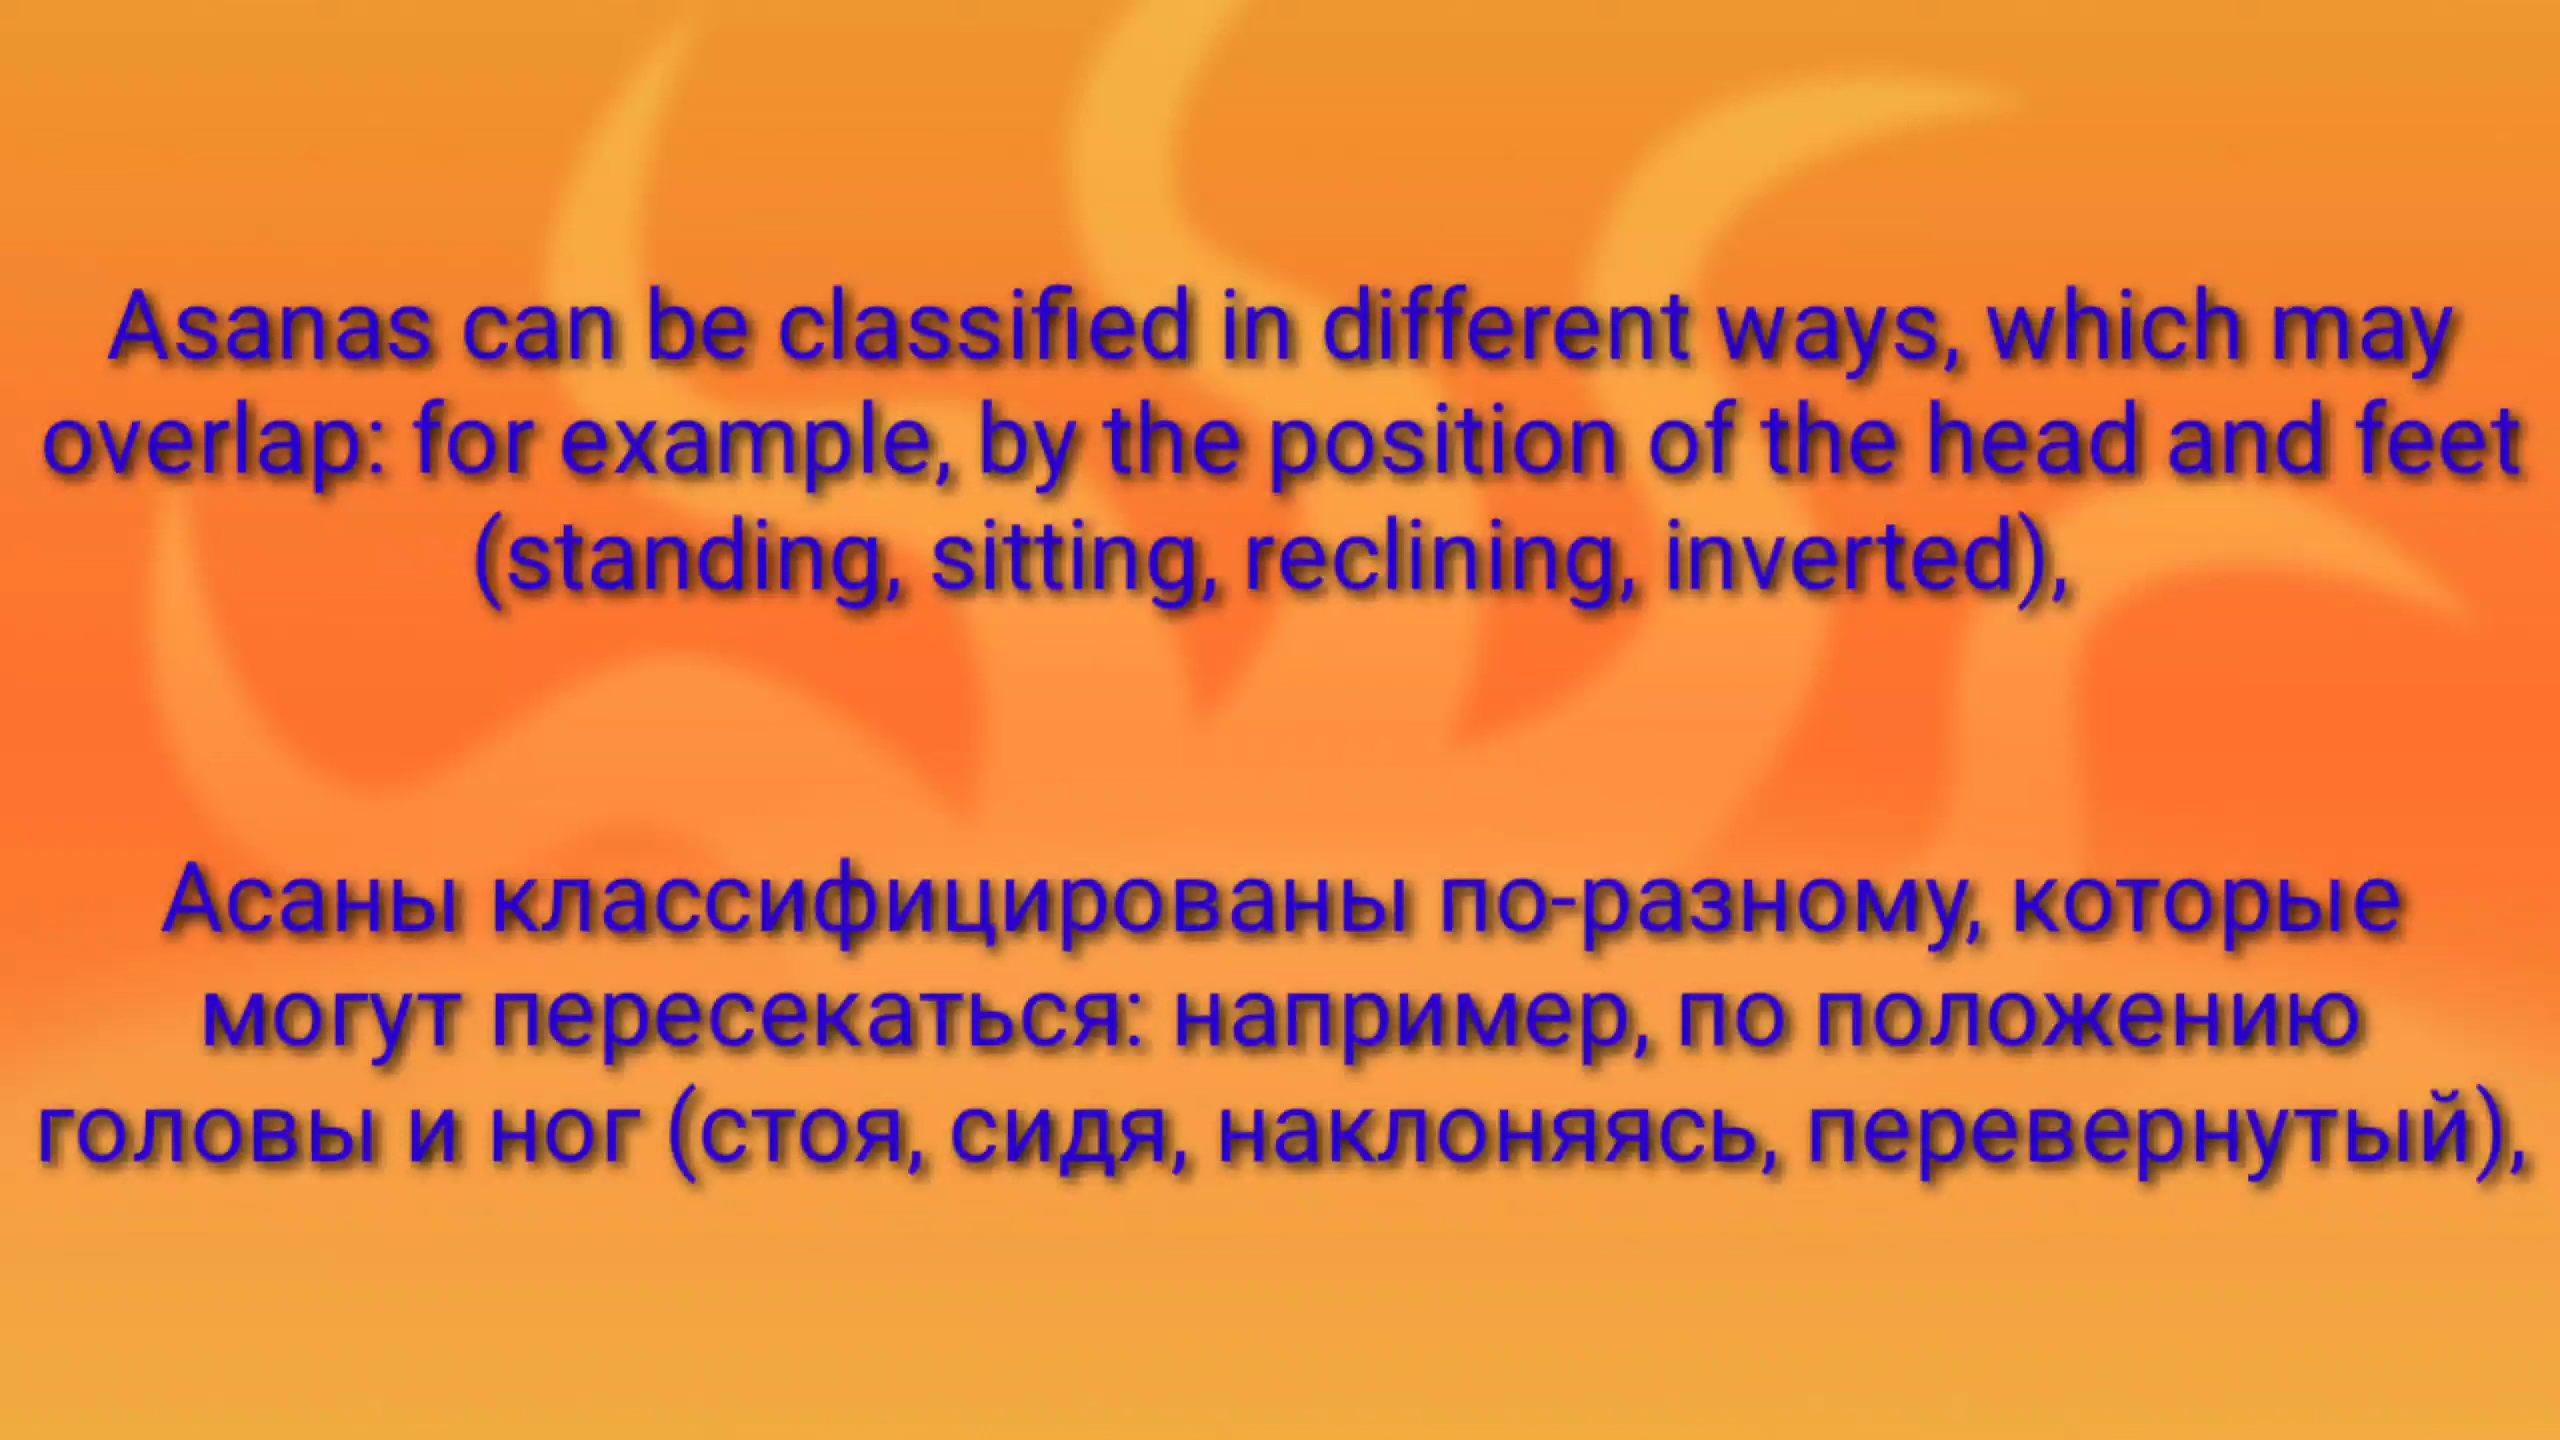 Asanas can be classified in different ways, which may
overlap: for example, by the position of the head and feet
(standing, sitting, reclining, inverted),
Асаны классифицированы по-разному, которые
могут пересекаться: например, по положению
головы и ног (стоя, сидя, наклоняясь, перевернутый),